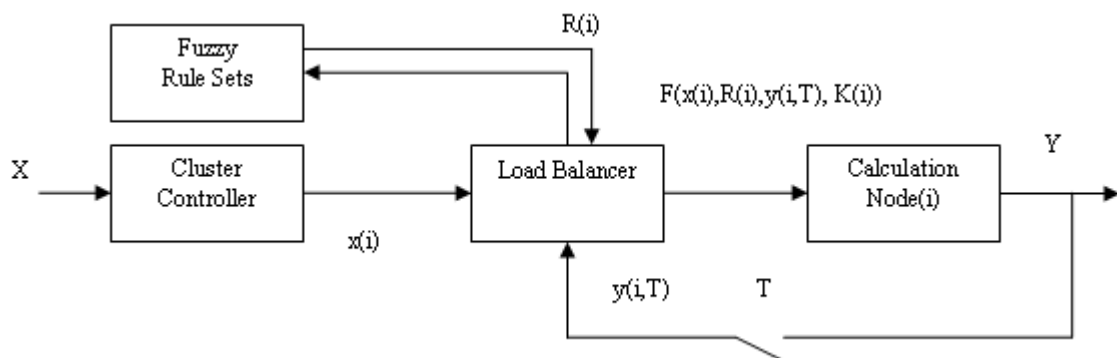 R(i)
Fuzzy
Rule Sets
F(x(i),R(i),y(i,T), K(i))
X
Cluster
Controller
x(i)
Load Balancer
Calculation
Node(i)
Y
y(i,T)
T